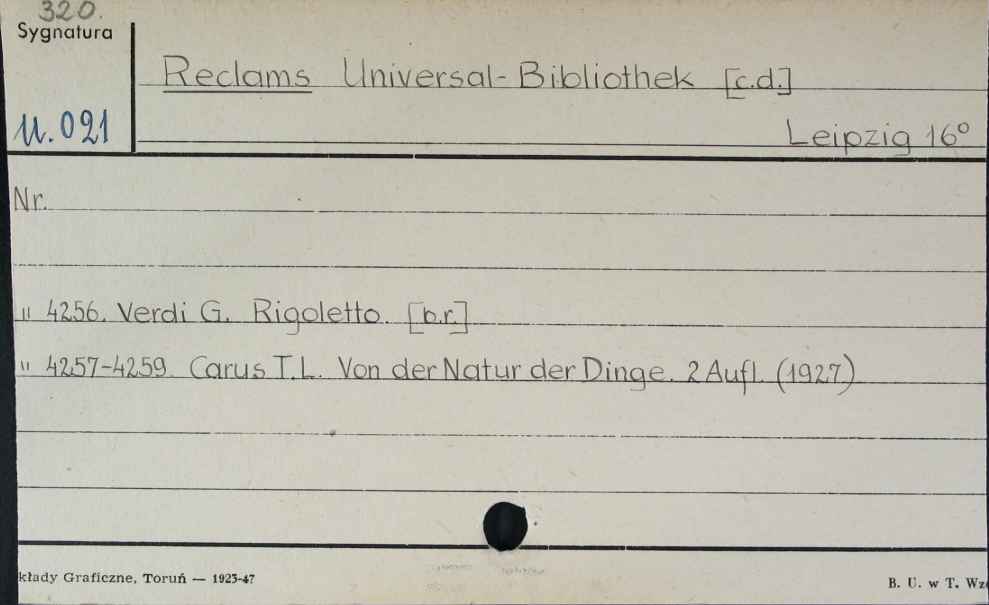 320.
Sygnatura
Reclams Universal-Bibliothek [c.d.]
U. 021
Leipzig 16°
Nr.
" 4256. Verdi G. Rigoletto. [b.r.]
" 4257-4259. Carus T.L. Von der Natur der Dinge. 2 Aufl. (1927)
kłady Graficzne, Toruń — 1923-47
B. U. w T. Wz